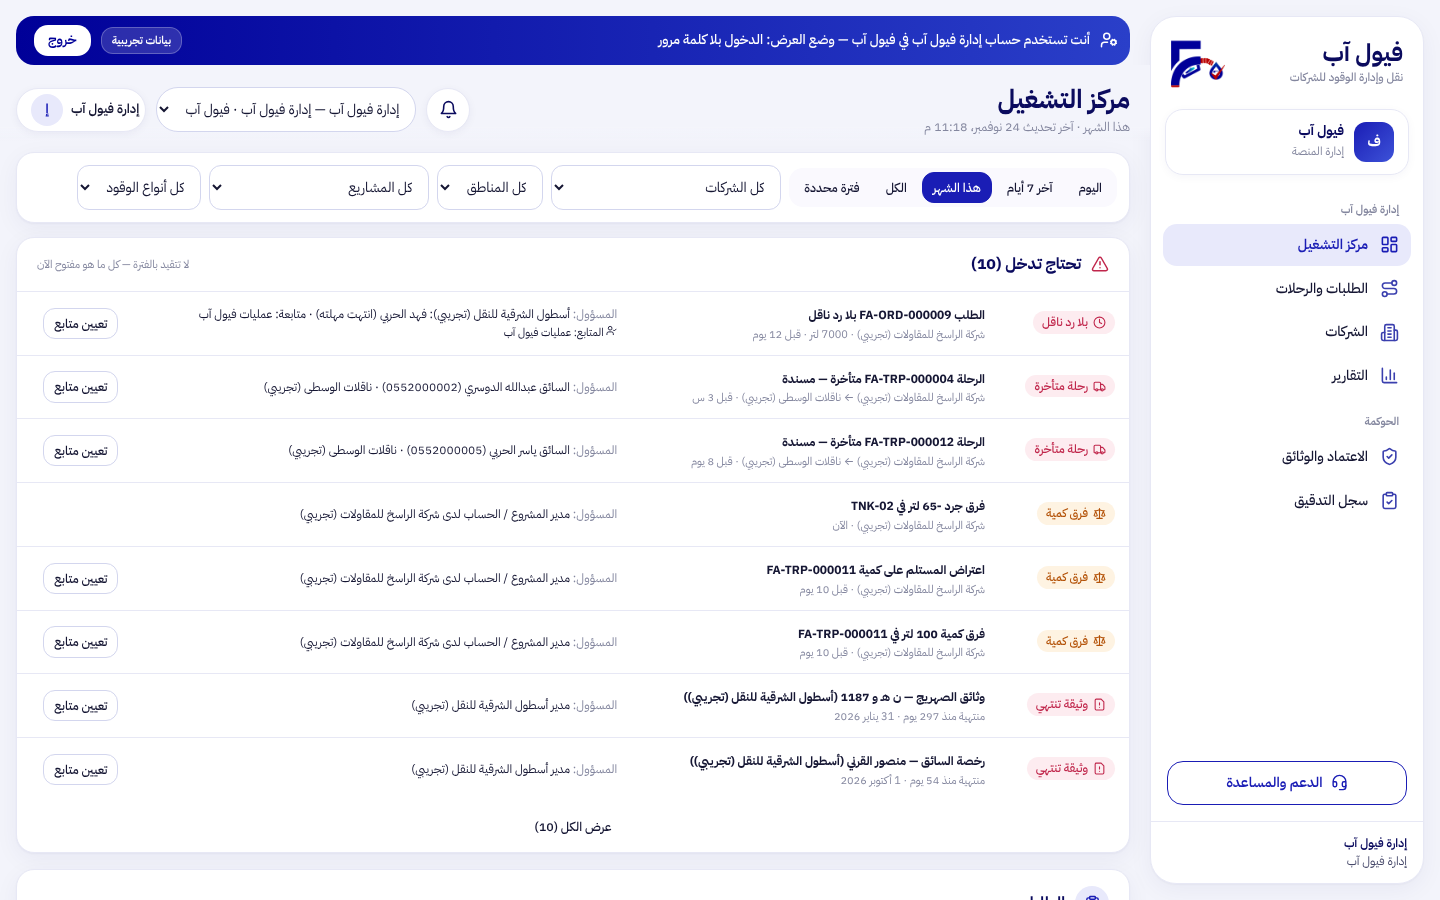 أنت تستخدم حساب إدارة فيول آب في فيول آب — وضع العرض: الدخول بلا كلمة مرور
بيانات تجريبية
خروج
فيول آب
نقل وإدارة الوقود للشركات
ف
فيول آب
إدارة المنصة
إدارة فيول آب
مركز التشغيل
الطلبات والرحلات
الشركات
التقارير
الحوكمة
الاعتماد والوثائق
سجل التدقيق
الدعم والمساعدة
إدارة فيول آب
إدارة فيول آب
مركز التشغيل
هذا الشهر · آخر تحديث 24 نوفمبر، 11:18 م
إدارة فيول آب — إدارة فيول آب · فيول آب
إدارة فيول آب
إ
اليوم
آخر 7 أيام
هذا الشهر
الكل
فترة محددة
كل الشركات
كل المناطق
كل المشاريع
كل أنواع الوقود
تحتاج تدخل (10)
لا تتقيد بالفترة — كل ما هو مفتوح الآن
بلا رد ناقل
الطلب FA-ORD-000009 بلا رد ناقل
شركة الراسخ للمقاولات (تجريبي) · 7000 لتر · قبل 12 يوم
المسؤول: أسطول الشرقية للنقل (تجريبي): فهد الحربي (انتهت مهلته) · متابعة: عمليات فيول آب
المتابع: عمليات فيول آب
تعيين متابع
رحلة متأخرة
الرحلة FA-TRP-000004 متأخرة — مسندة
شركة الراسخ للمقاولات (تجريبي) ← ناقلات الوسطى (تجريبي) · قبل 3 س
المسؤول: السائق عبدالله الدوسري (0552000002) · ناقلات الوسطى (تجريبي)
تعيين متابع
رحلة متأخرة
الرحلة FA-TRP-000012 متأخرة — مسندة
شركة الراسخ للمقاولات (تجريبي) ← ناقلات الوسطى (تجريبي) · قبل 8 يوم
المسؤول: السائق ياسر الحربي (0552000005) · ناقلات الوسطى (تجريبي)
تعيين متابع
فرق كمية
فرق جرد -65 لتر في TNK-02
شركة الراسخ للمقاولات (تجريبي) · الآن
المسؤول: مدير المشروع / الحساب لدى شركة الراسخ للمقاولات (تجريبي)
فرق كمية
اعتراض المستلم على كمية FA-TRP-000011
شركة الراسخ للمقاولات (تجريبي) · قبل 10 يوم
المسؤول: مدير المشروع / الحساب لدى شركة الراسخ للمقاولات (تجريبي)
تعيين متابع
فرق كمية
فرق كمية 100 لتر في FA-TRP-000011
شركة الراسخ للمقاولات (تجريبي) · قبل 10 يوم
المسؤول: مدير المشروع / الحساب لدى شركة الراسخ للمقاولات (تجريبي)
تعيين متابع
وثيقة تنتهي
وثائق الصهريج — ن هـ و 1187 (أسطول الشرقية للنقل (تجريبي))
منتهية منذ 297 يوم · 31 يناير 2026
المسؤول: مدير أسطول الشرقية للنقل (تجريبي)
تعيين متابع
وثيقة تنتهي
رخصة السائق — منصور القرني (أسطول الشرقية للنقل (تجريبي))
منتهية منذ 54 يوم · 1 أكتوبر 2026
المسؤول: مدير أسطول الشرقية للنقل (تجريبي)
تعيين متابع
عرض الكل (10)